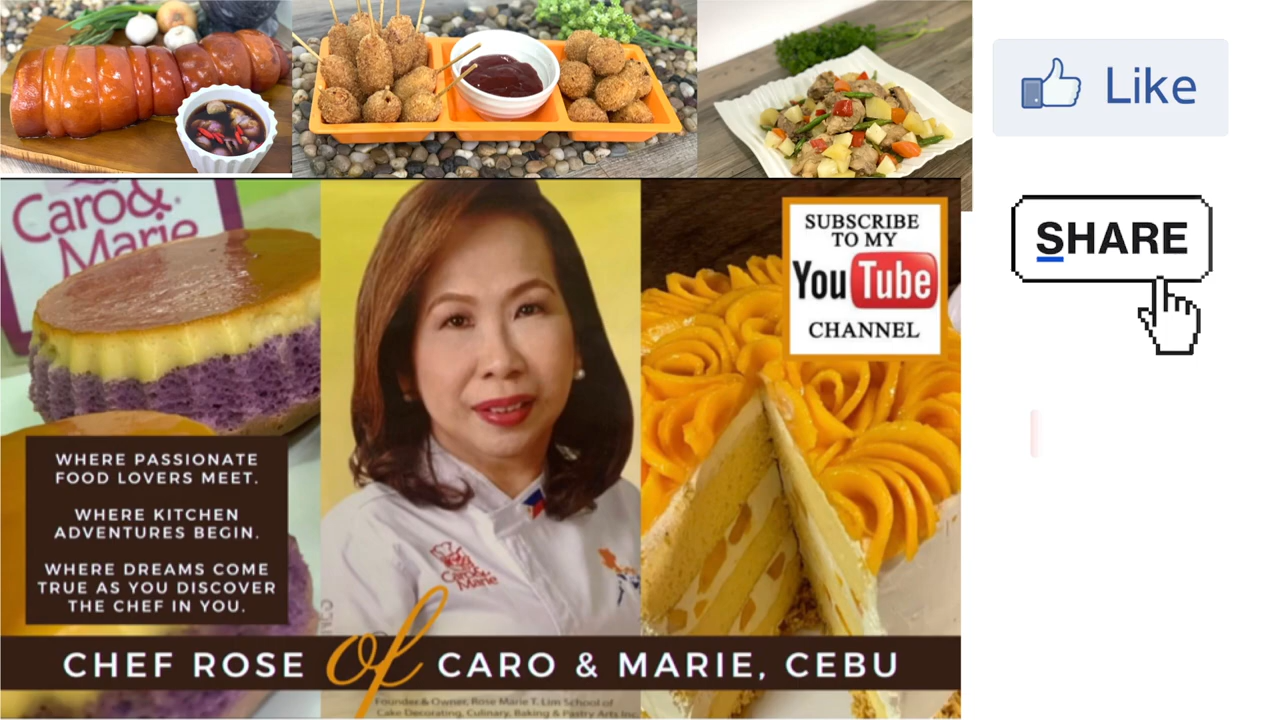 Like
SHARE
Caro&
Marie
SUBSCRIBE
TO MY
YouTube
CHANNEL
WHERE PASSIONATE
FOOD LOVERS MEET.
WHERE KITCHEN
ADVENTURES BEGIN.
WHERE DREAMS COME
TRUE AS YOU DISCOVER
THE CHEF IN YOU.
Caro&
Marie
CHEF ROSE of CARO & MARIE, CEBU
Founder & Owner, Rose Marie T. Lim School of
Cake Decorating, Culinary, Baking & Pastry Arts Inc.